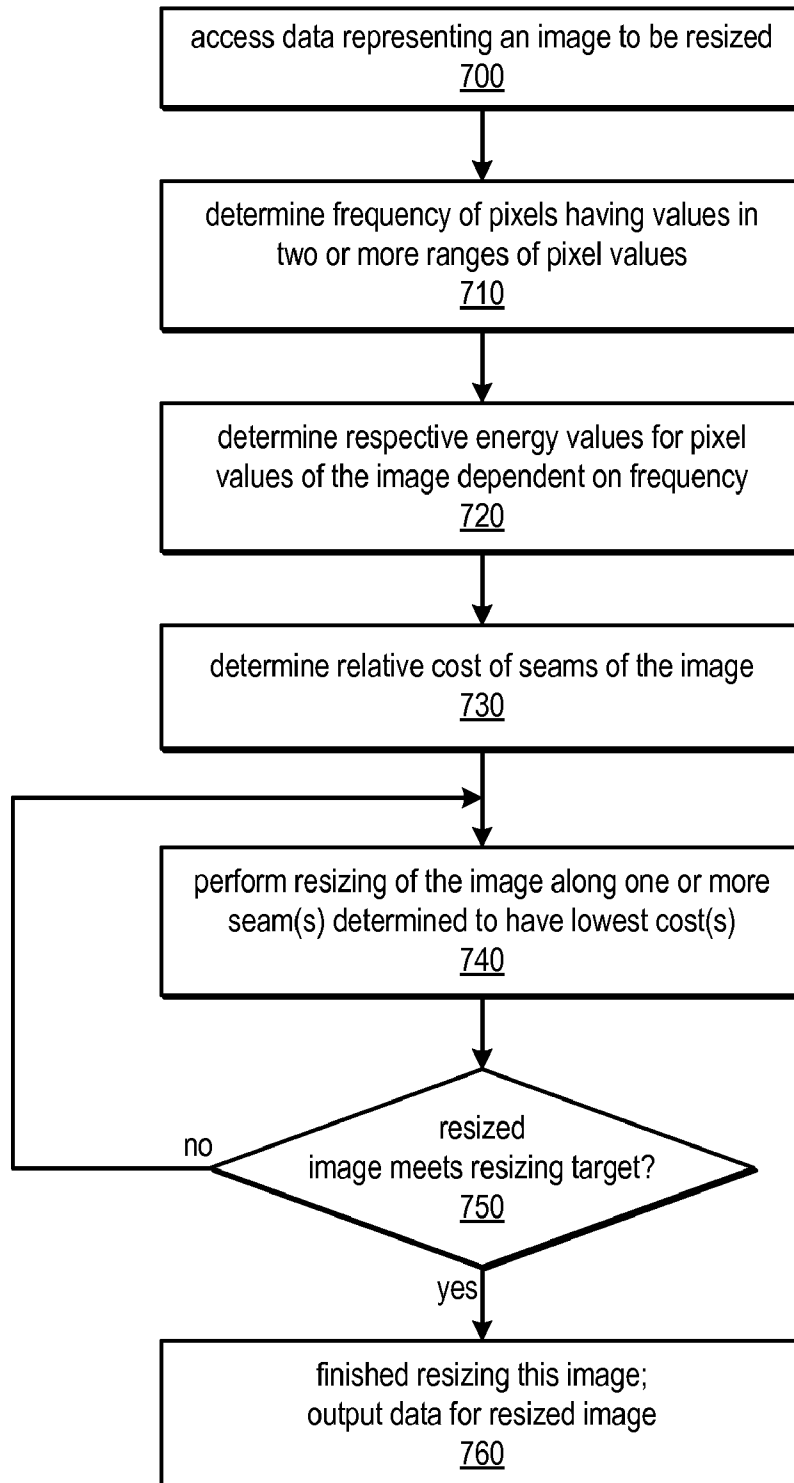 access data representing an image to be resized
700
determine frequency of pixels having values in
two or more ranges of pixel values
710
determine respective energy values for pixel
values of the image dependent on frequency
720
determine relative cost of seams of the image
730
perform resizing of the image along one or more
seam(s) determined to have lowest cost(s)
740
resized
image meets resizing target?
750
no
yes
finished resizing this image;
output data for resized image
760